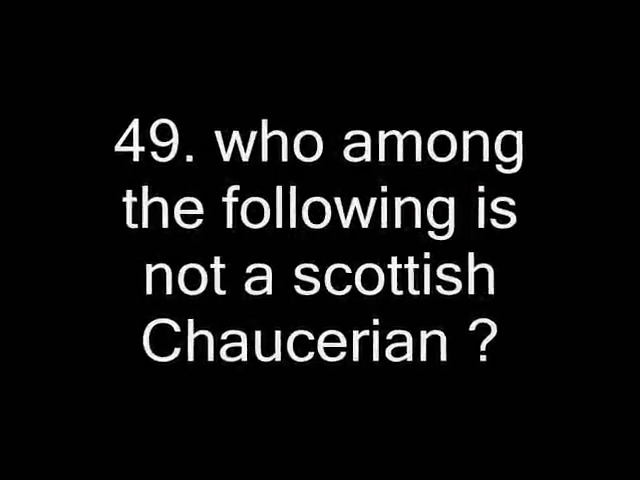 49. who among
the following is
not a scottish
Chaucerian ?